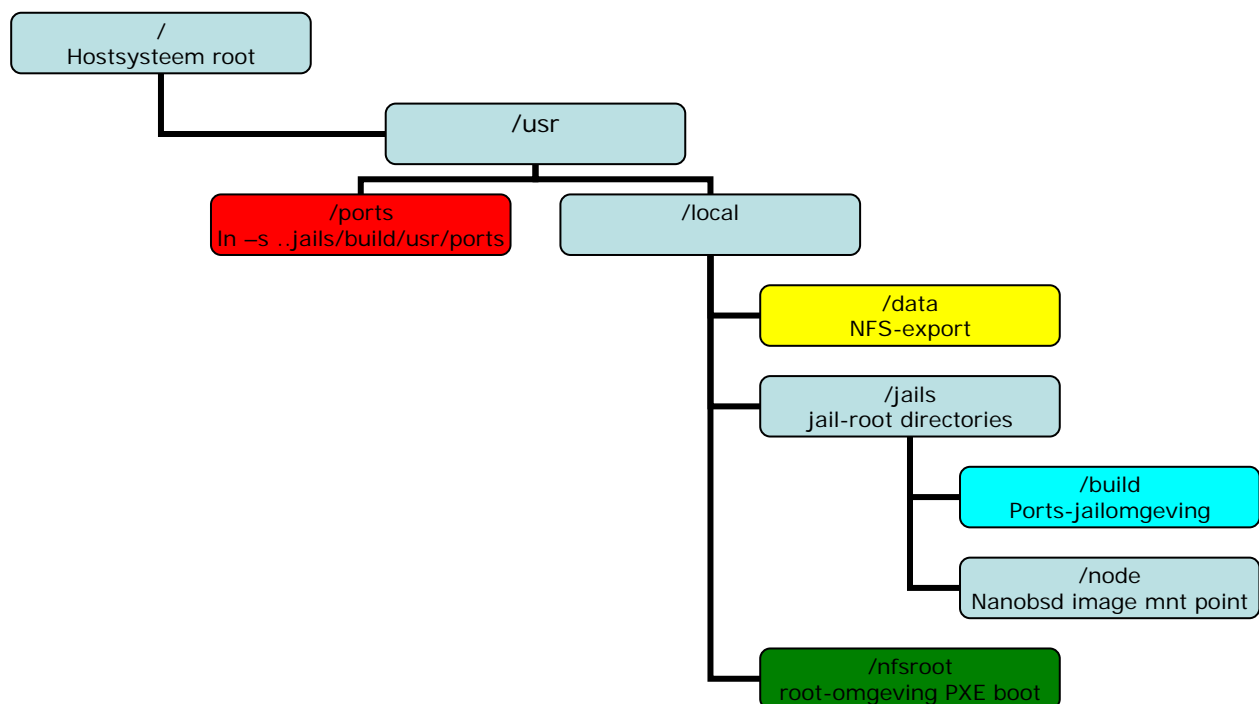 /
Hostsysteem root
/usr
/ports
ln –s ..jails/build/usr/ports
/local
/data
NFS-export
/jails
jail-root directories
/build
Ports-jailomgeving
/node
Nanobsd image mnt point
/nfsroot
root-omgeving PXE boot